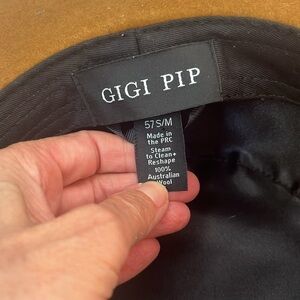 GIGI PIP
57 S/M
Made in
the PRC
Steam
to Clean+
Reshape
100%
Australian
Wool